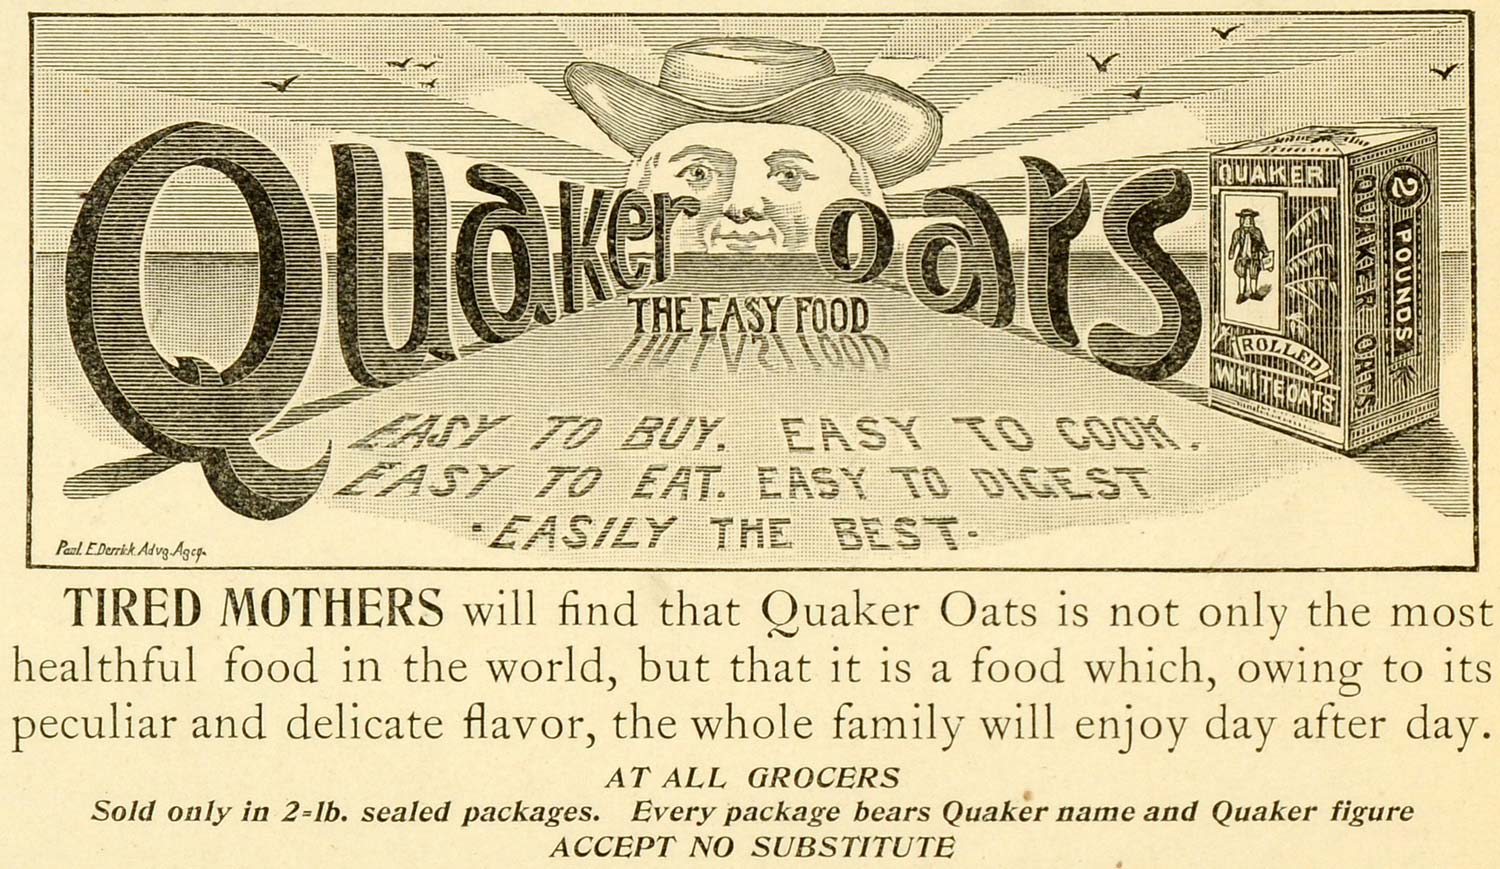 Quaker Oats
THE EASY FOOD
EASY TO BUY. EASY TO COOK.
EASY TO EAT. EASY TO DIGEST
·EASILY THE BEST·
QUAKER
ROLLED
WHITE OATS
QUAKER OATS
2 POUNDS
Paul. E. Derrick. Advg. Agcy.
TIRED MOTHERS will find that Quaker Oats is not only the most
healthful food in the world, but that it is a food which, owing to its
peculiar and delicate flavor, the whole family will enjoy day after day.
AT ALL GROCERS
Sold only in 2=lb. sealed packages. Every package bears Quaker name and Quaker figure
ACCEPT NO SUBSTITUTE